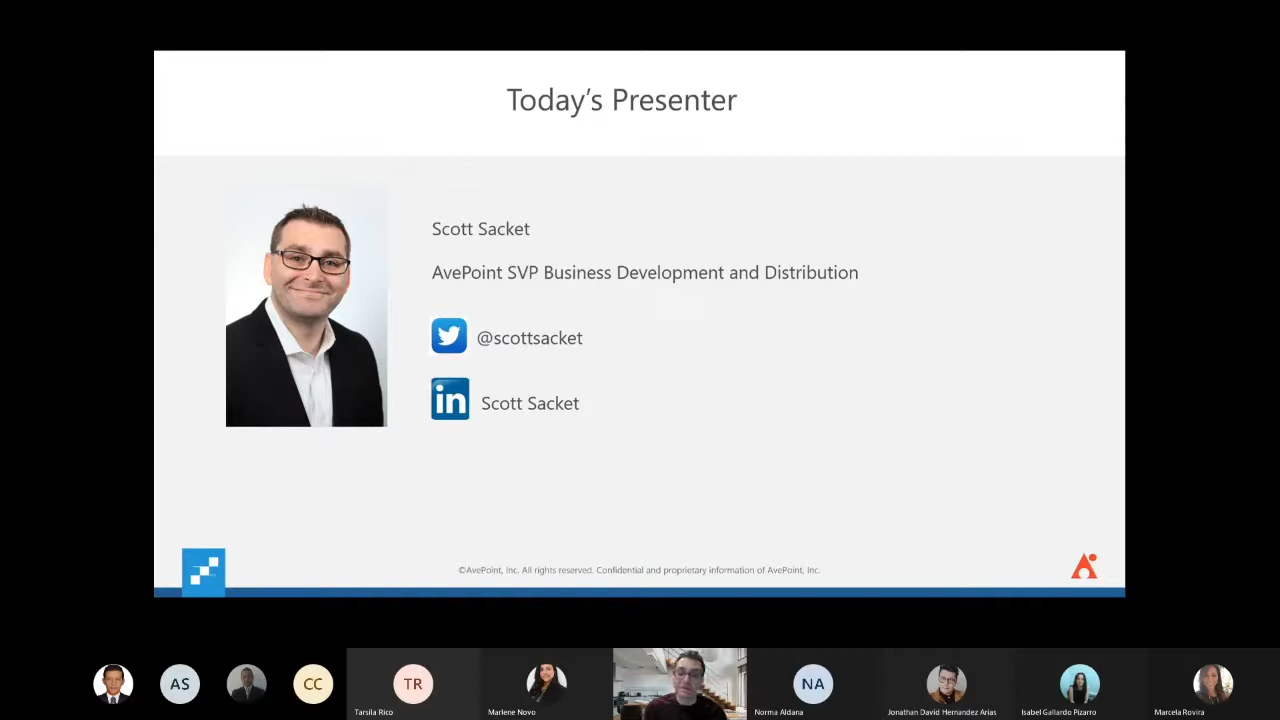 Today's Presenter
Scott Sacket
AvePoint SVP Business Development and Distribution
@scottsacket
in Scott Sacket
©AvePoint, Inc. All rights reserved. Confidential and proprietary information of AvePoint, Inc.
AS
CC
TR
NA
Tarsila Rico
Marlene Novo
Norma Aldana
Jonathan David Hernandez Arias
Isabel Gallardo Pizarro
Marcela Rovira